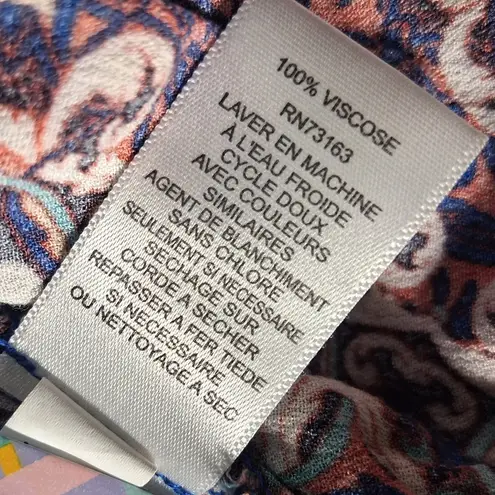 100% VISCOSE
RN73163
LAVER EN MACHINE
À L'EAU FROIDE
CYCLE DOUX
AVEC COULEURS
SIMILAIRES
AGENT DE BLANCHIMENT
SANS CHLORE
SEULEMENT SI NECESSAIRE
SECHAGE SUR
CORDE A SÉCHER
REPASSER A FER TIEDE
SI NECESSAIRE
OU NETTOYAGE A SEC